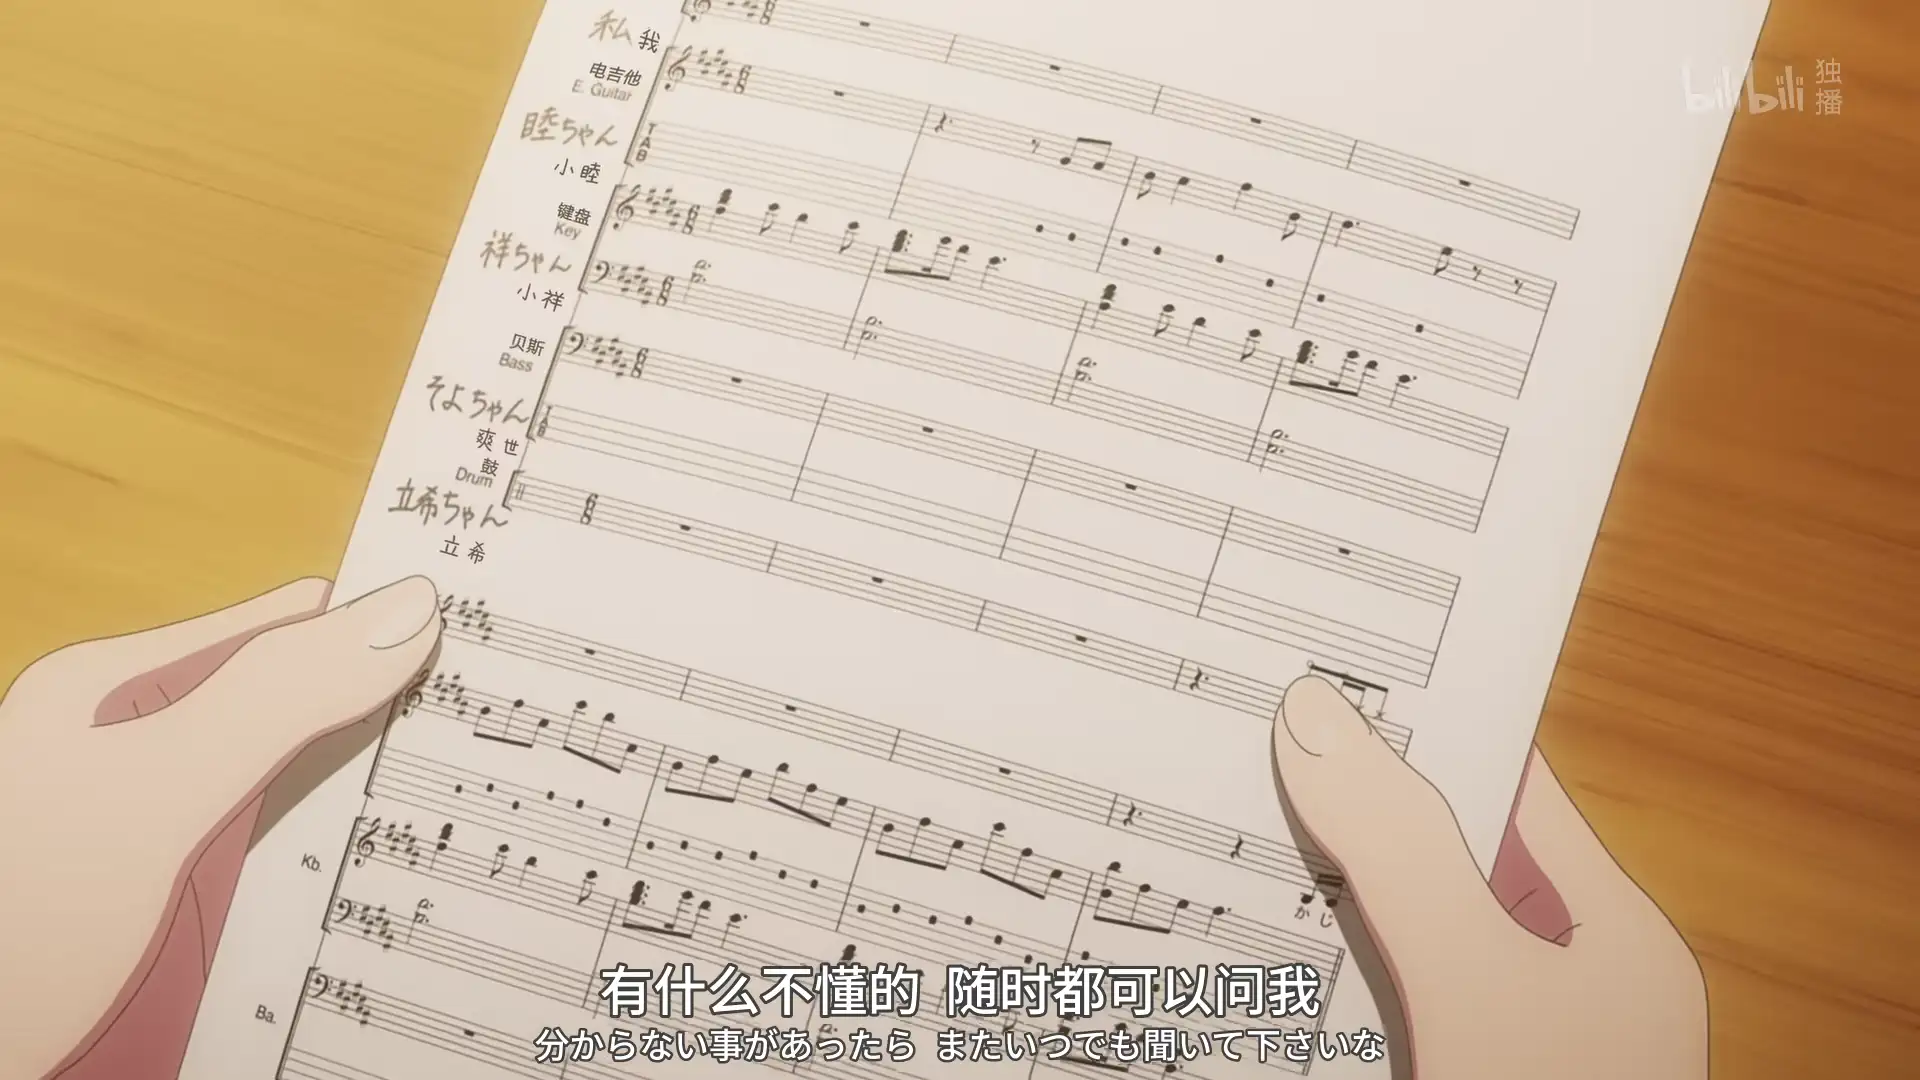 私 我
bilibili 独播
电吉他
E. Guitar
睦ちゃん
小睦
键盘
Key
祥ちゃん
小祥
贝斯
Bass
TAB
そよちゃん
爽世
鼓
Drum
立希ちゃん
立希
Kb.
かじ
Ba.
有什么不懂的 随时都可以问我
分からない事があったら またいつでも聞いて下さいな